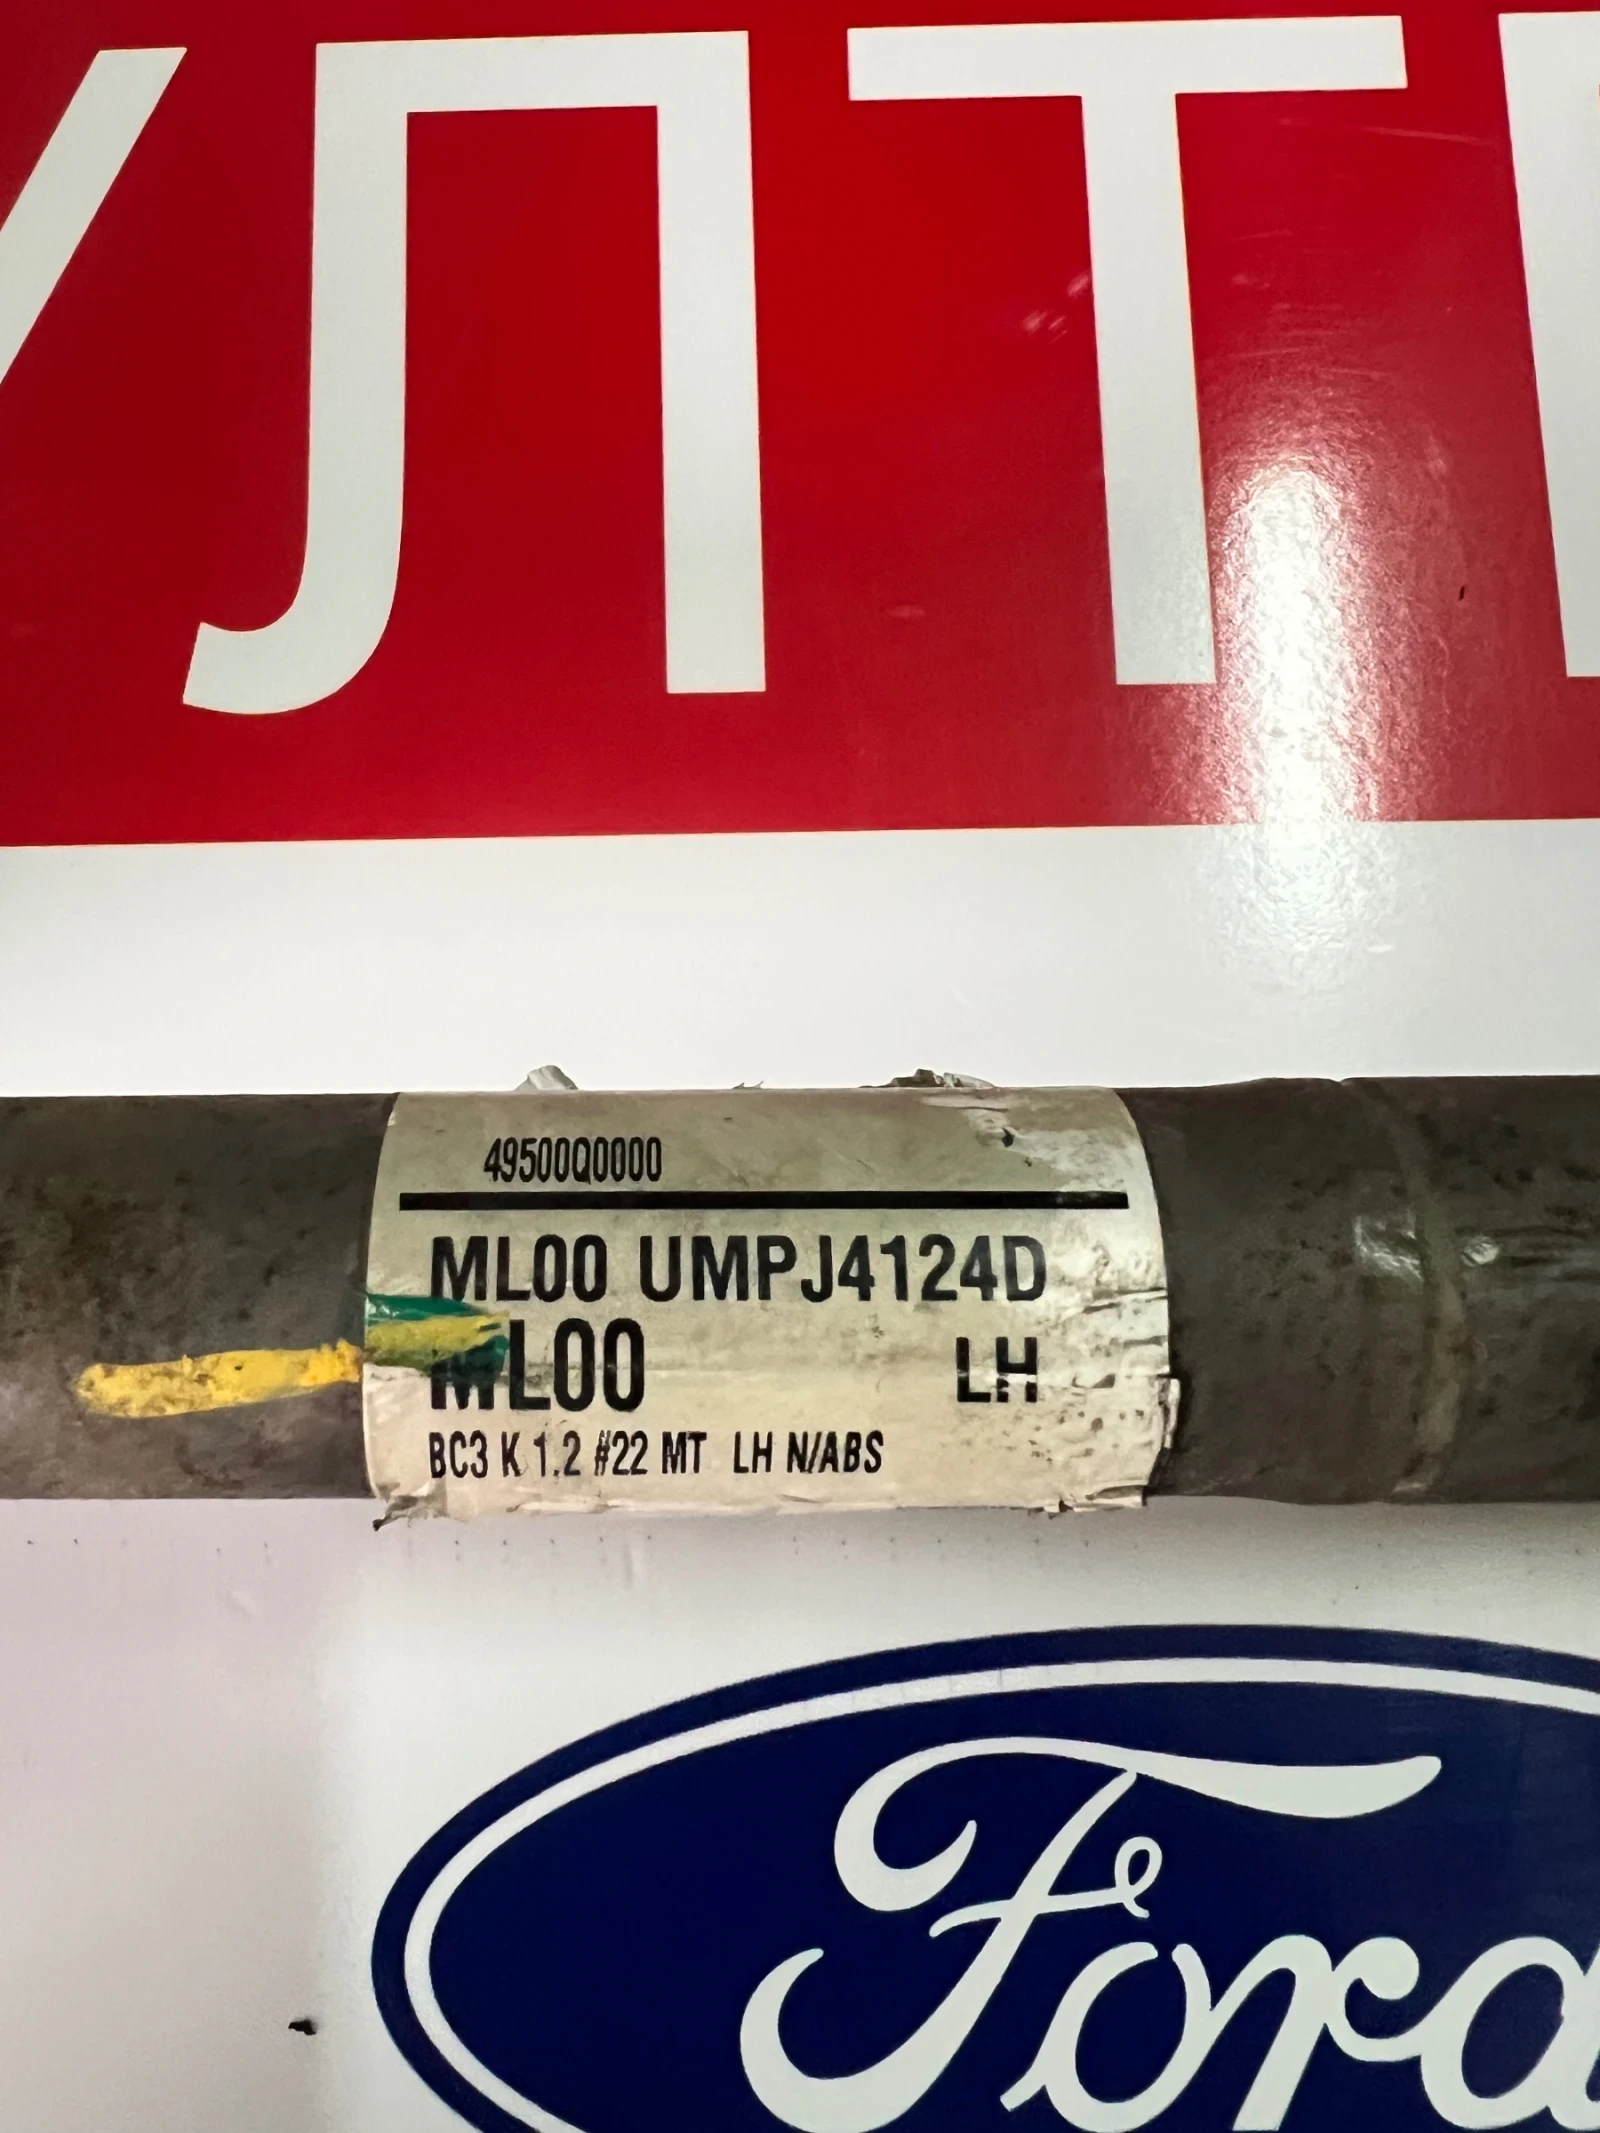 УЛТ
49500Q0000
ML00 UMPJ4124D
ML00 LH
BC3 K 1.2 #22 MT LH N/ABS
Ford